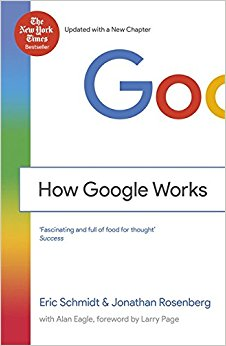 The
New York
Times
Bestseller
Updated with a New Chapter
Goo
How Google Works
'Fascinating and full of food for thought'
Success
Eric Schmidt & Jonathan Rosenberg
with Alan Eagle, foreword by Larry Page